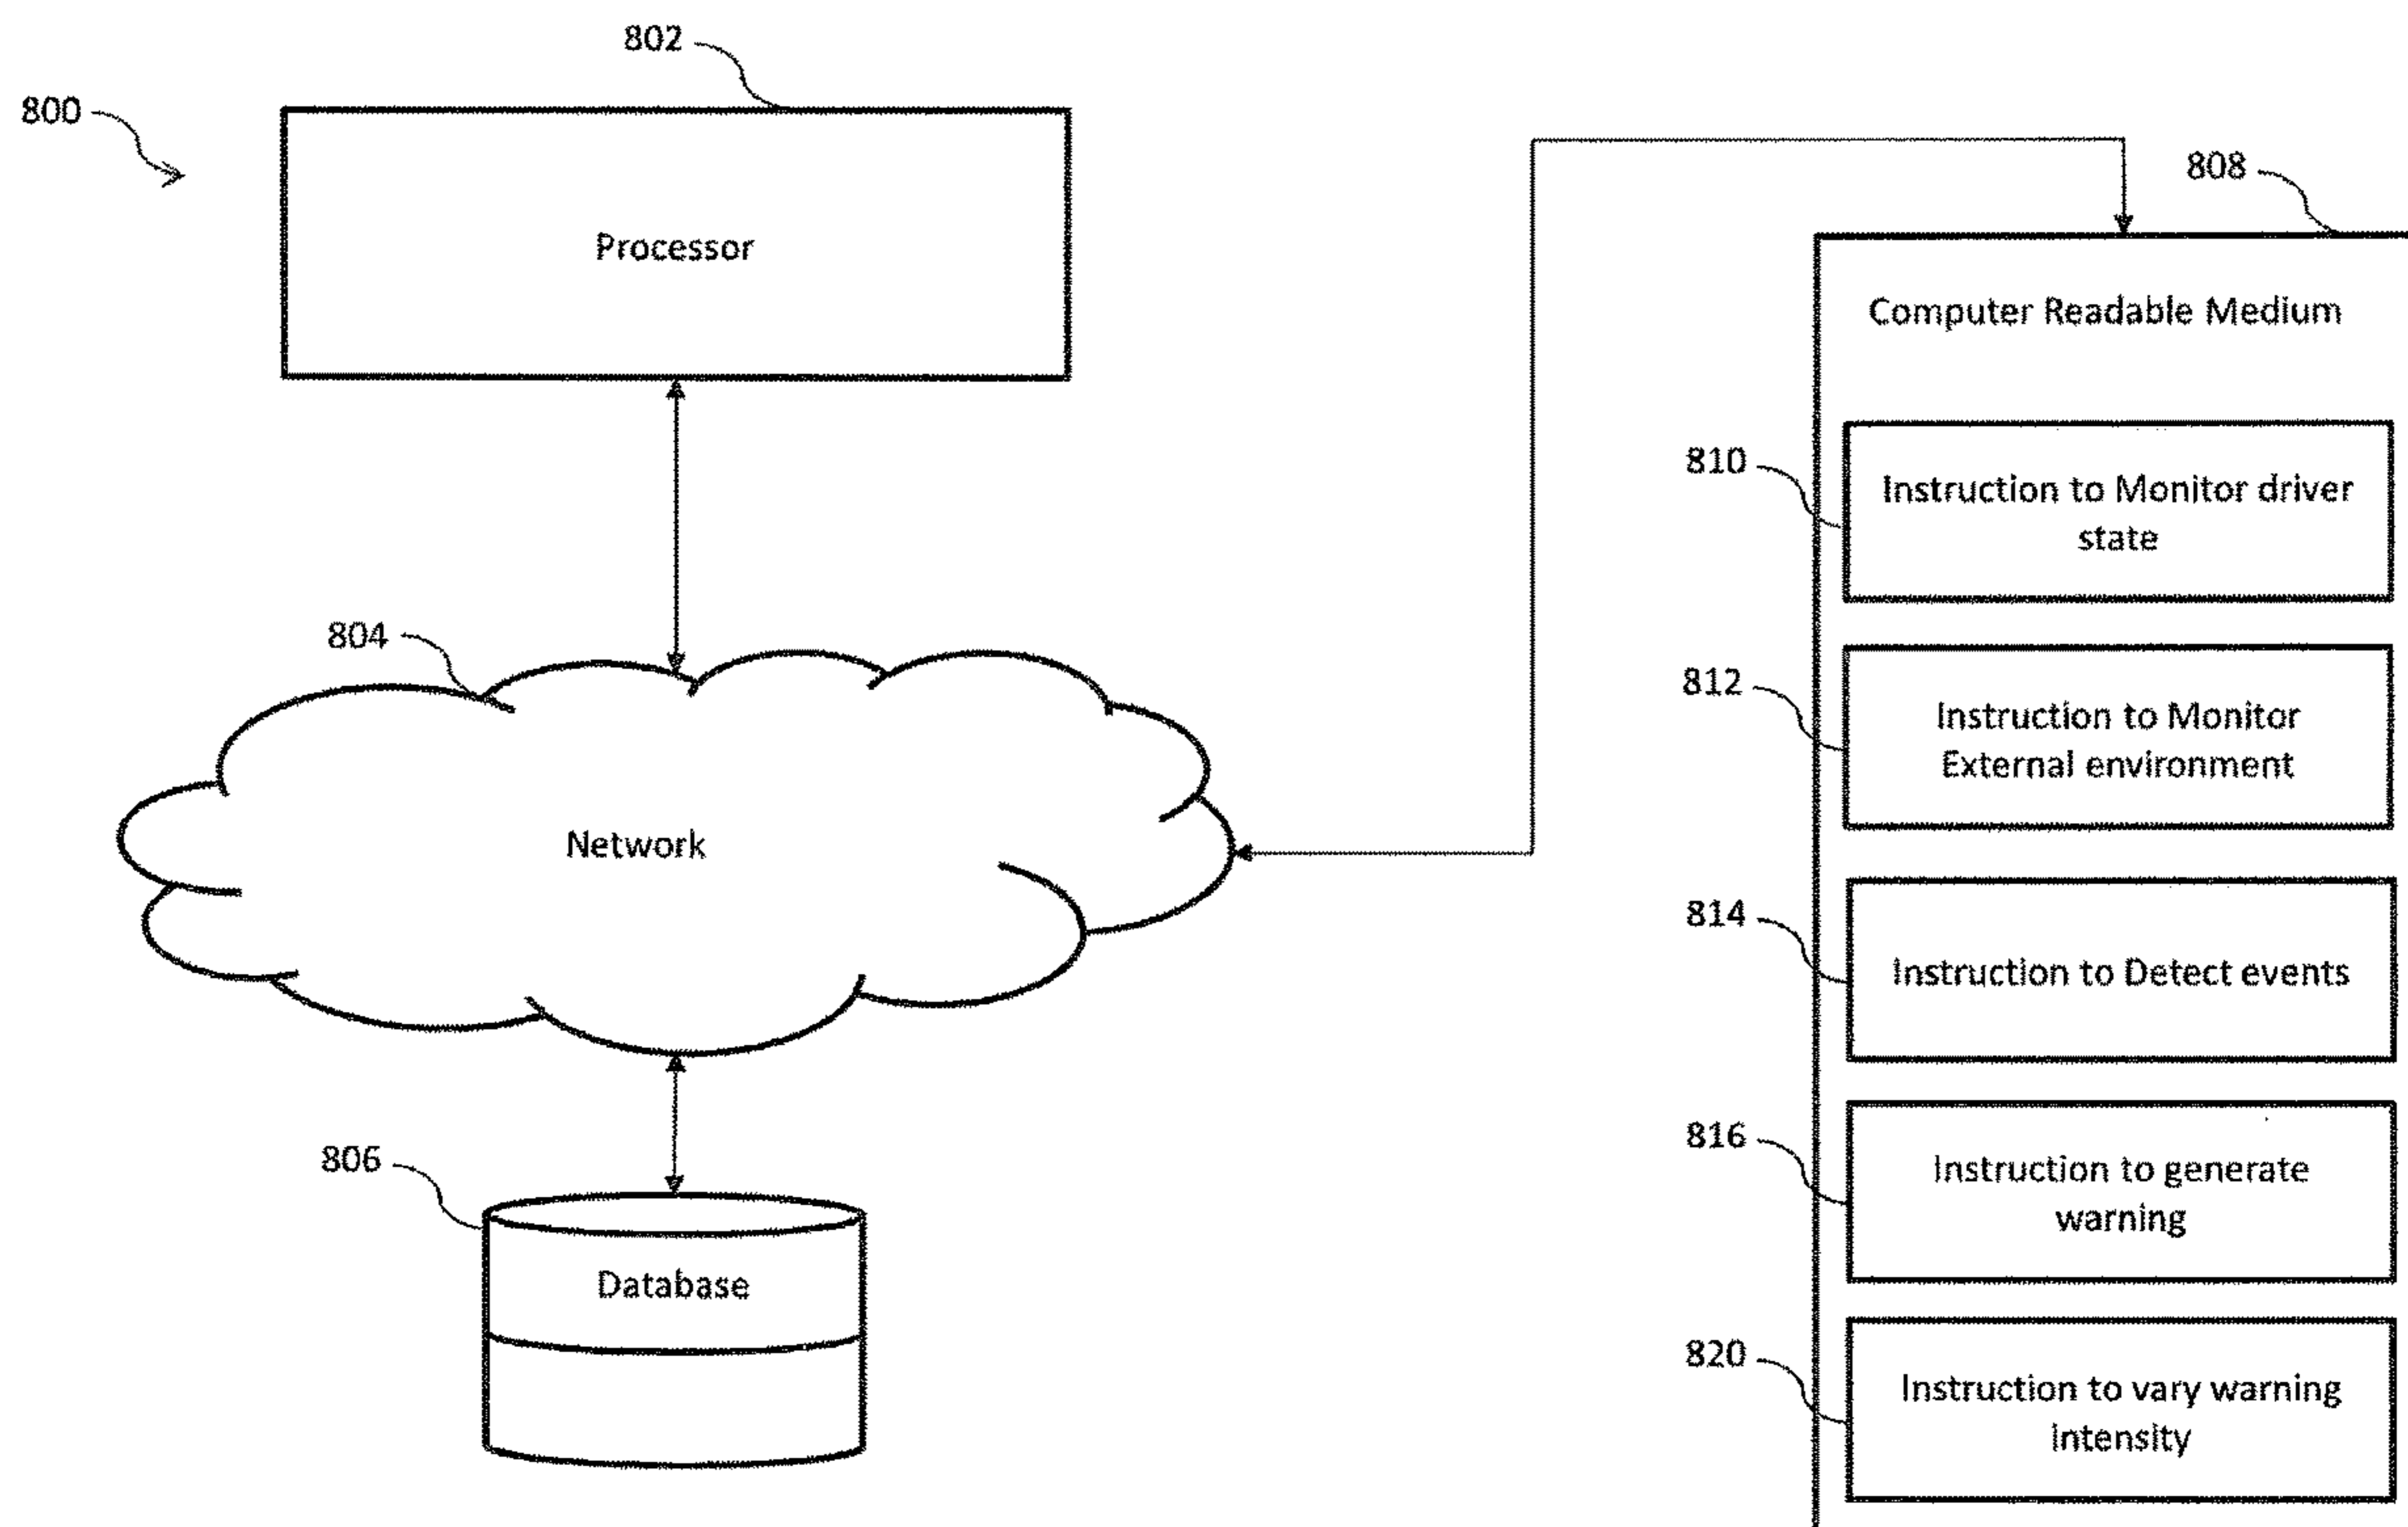 802
800
Processor
808
Computer Readable Medium
810
Instruction to Monitor driver
state
804
812
Instruction to Monitor
External environment
Network
814
Instruction to Detect events
806
816
Instruction to generate
warning
Database
820
Instruction to vary warning
intensity